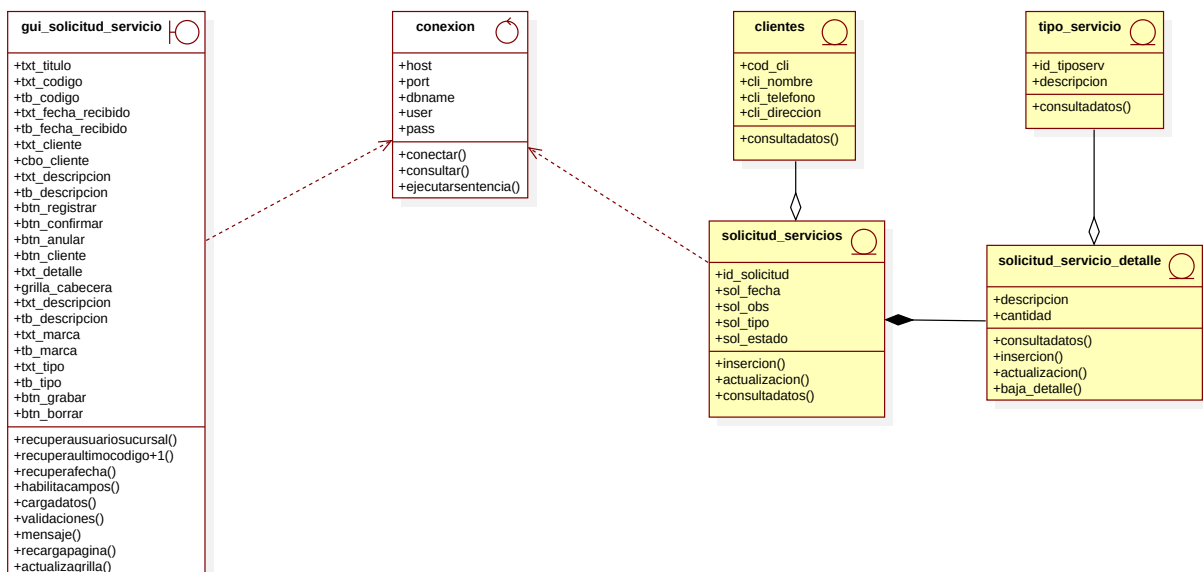 gui_solicitud_servicio
+txt_titulo
+txt_codigo
+tb_codigo
+txt_fecha_recibido
+tb_fecha_recibido
+txt_cliente
+cbo_cliente
+txt_descripcion
+tb_descripcion
+btn_registrar
+btn_confirmar
+btn_anular
+btn_cliente
+txt_detalle
+grilla_cabecera
+txt_descripcion
+tb_descripcion
+txt_marca
+tb_marca
+txt_tipo
+tb_tipo
+btn_grabar
+btn_borrar
+recuperausuariosucursal()
+recuperaultimocodigo+1()
+recuperafecha()
+habilitacampos()
+cargadatos()
+validaciones()
+mensaje()
+recargapagina()
+actualizagrilla()
conexion
+host
+port
+dbname
+user
+pass
+conectar()
+consultar()
+ejecutarsentencia()
clientes
+cod_cli
+cli_nombre
+cli_telefono
+cli_direccion
+consultadatos()
tipo_servicio
+id_tiposerv
+descripcion
+consultadatos()
solicitud_servicios
+id_solicitud
+sol_fecha
+sol_obs
+sol_tipo
+sol_estado
+insercion()
+actualizacion()
+consultadatos()
solicitud_servicio_detalle
+descripcion
+cantidad
+consultadatos()
+insercion()
+actualizacion()
+baja_detalle()